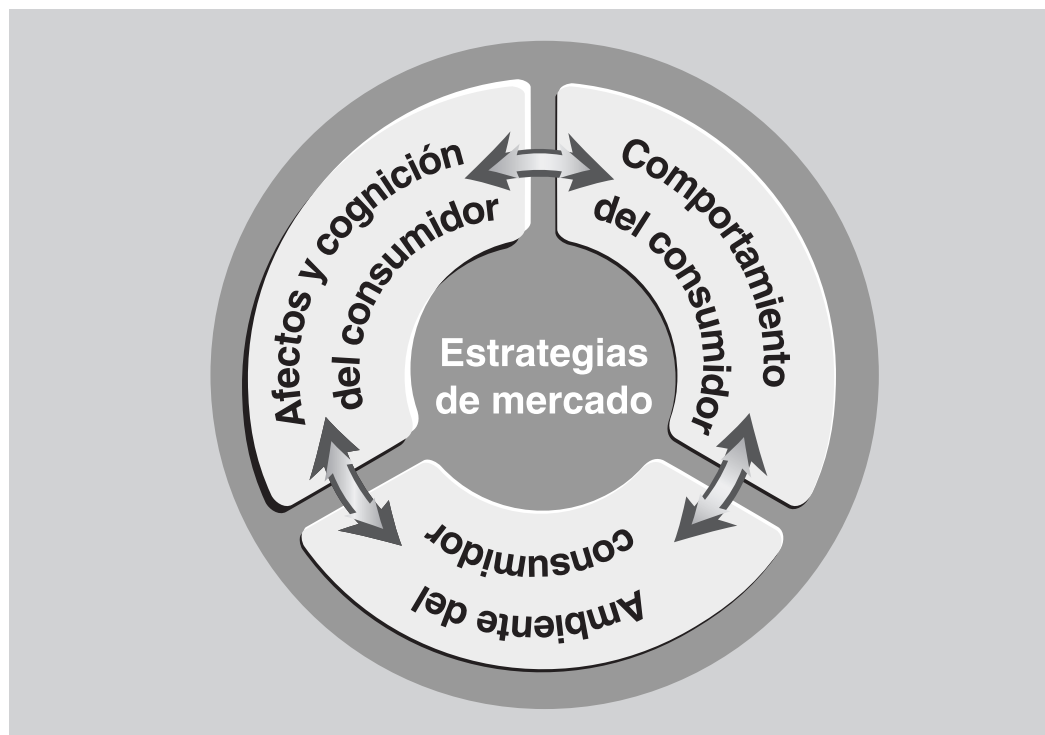 Afectos y cognición
del consumidor
Comportamiento
del consumidor
Estrategias
de mercado
Ambiente del
consumidor